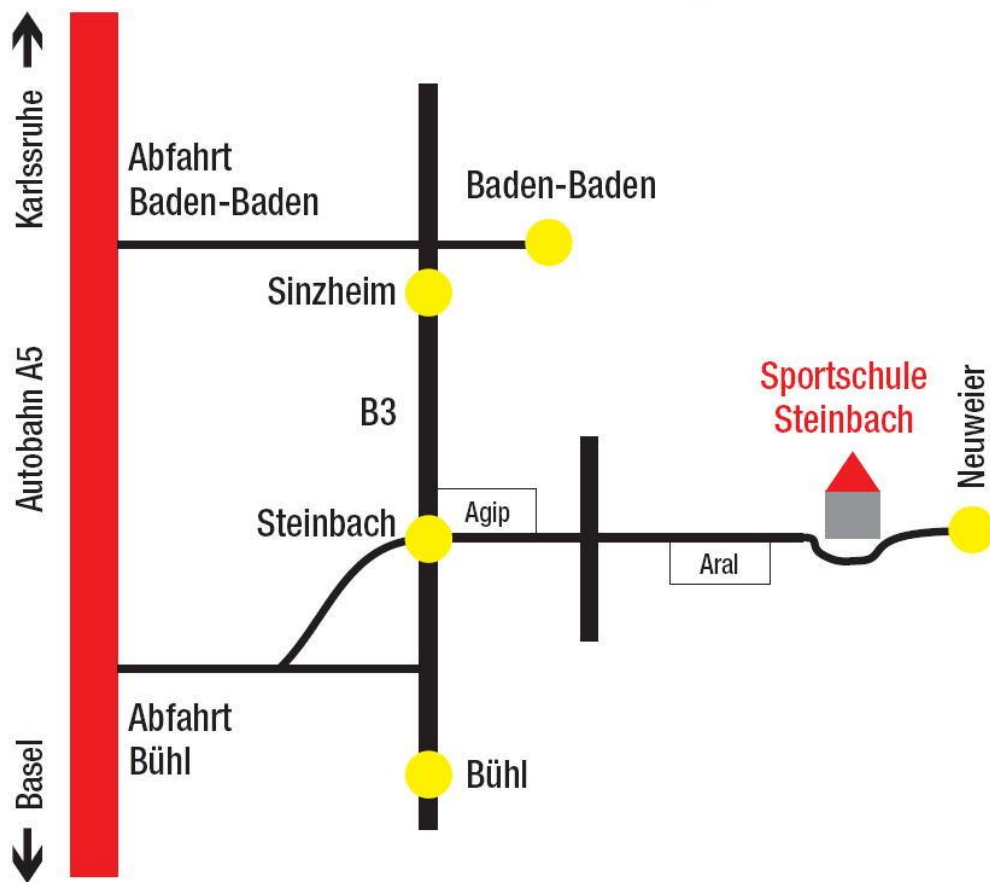 Karlsruhe
Abfahrt
Baden-Baden
Baden-Baden
Sinzheim
Autobahn A5
B3
Sportschule
Steinbach
Neuweier
Steinbach
Agip
Aral
Abfahrt
Bühl
Basel
Bühl